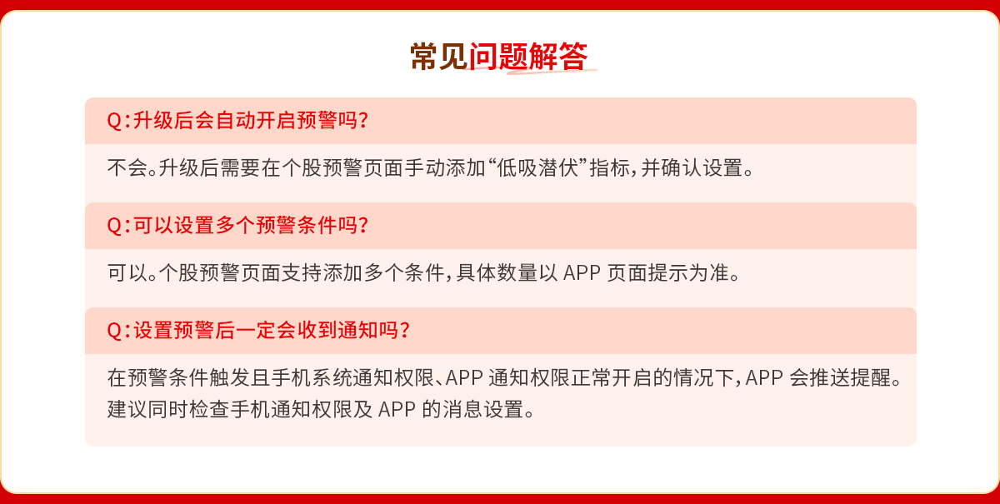 常见问题解答
Q：升级后会自动开启预警吗？
不会。升级后需要在个股预警页面手动添加“低吸潜伏”指标，并确认设置。
Q：可以设置多个预警条件吗？
可以。个股预警页面支持添加多个条件，具体数量以 APP 页面提示为准。
Q：设置预警后一定会收到通知吗？
在预警条件触发且手机系统通知权限、APP 通知权限正常开启的情况下，APP 会推送提醒。
建议同时检查手机通知权限及 APP 的消息设置。